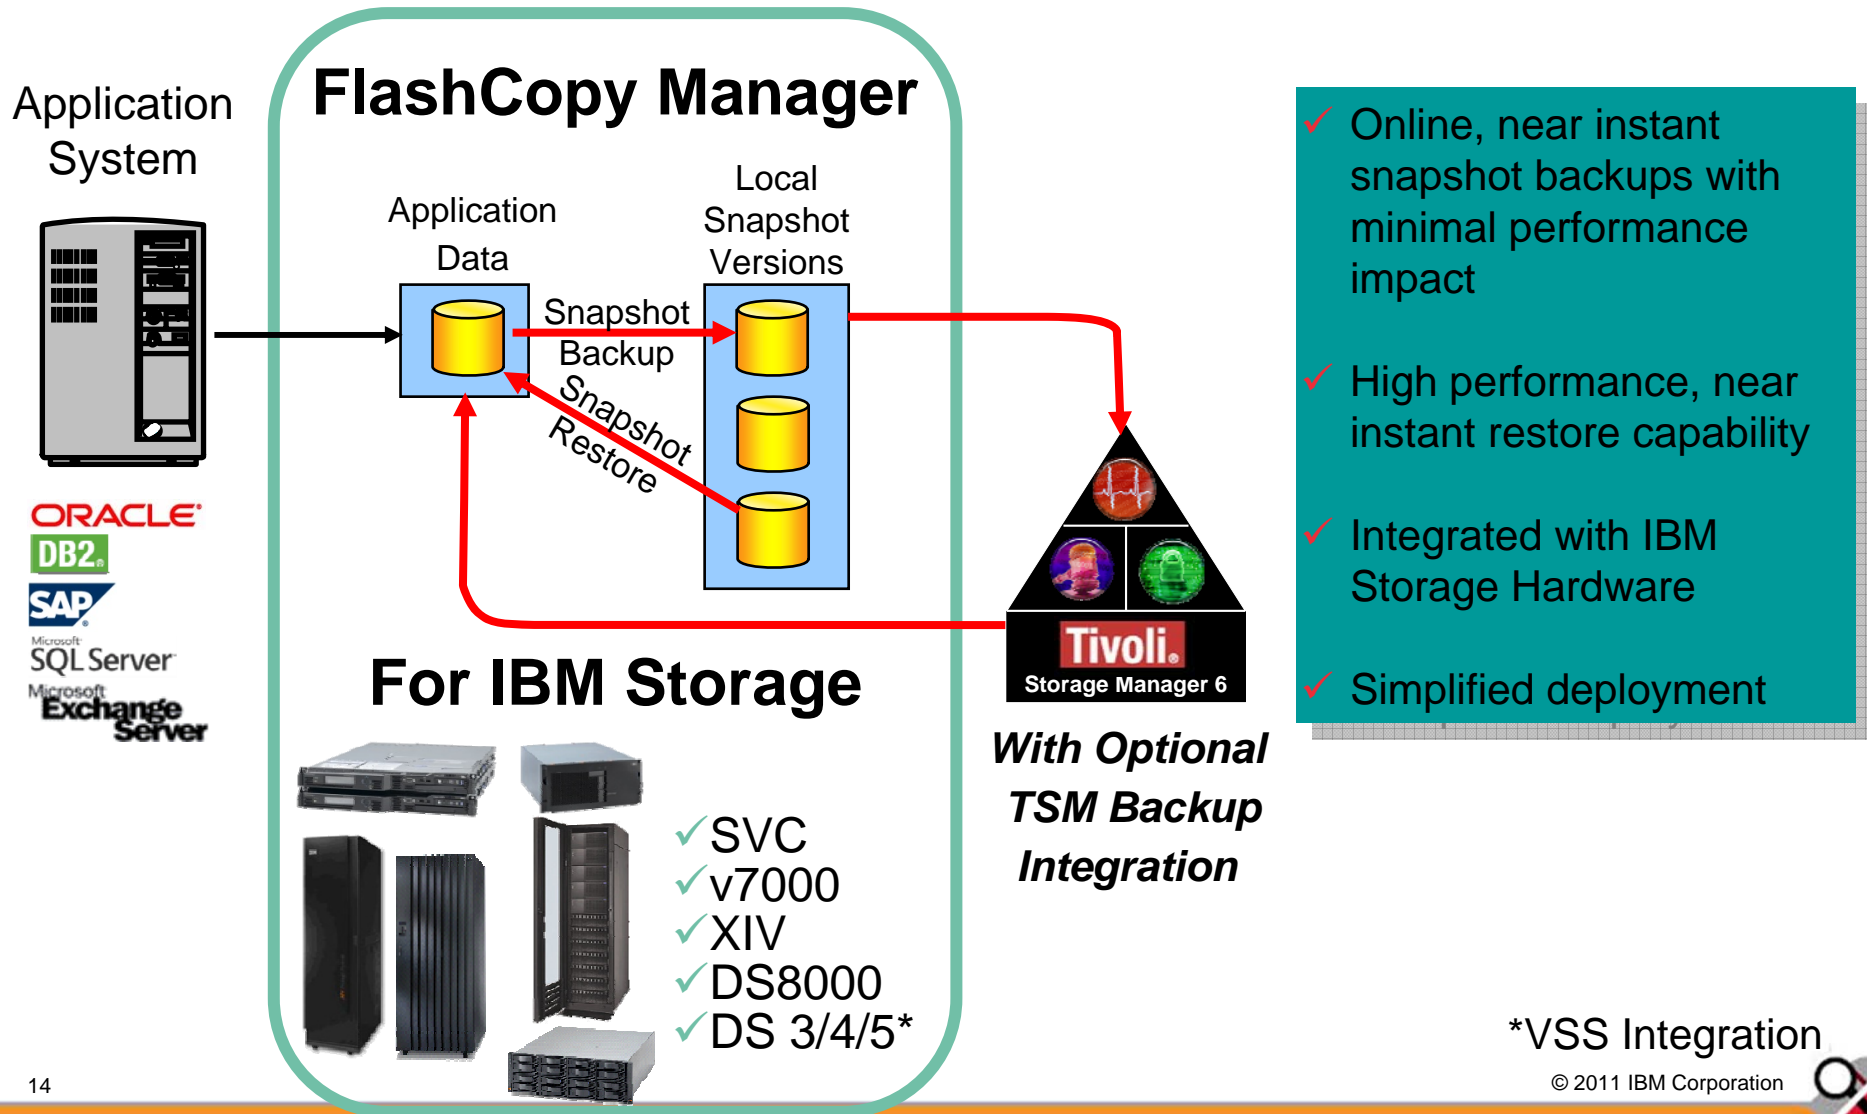 FlashCopy Manager
Application
System
Application
Data
Local
Snapshot
Versions
Snapshot
Backup
Snapshot
Restore
ORACLE®
DB2®
SAP®
Microsoft
SQL Server
Microsoft
Exchange
Server
Tivoli®
Storage Manager 6
With Optional
TSM Backup
Integration
For IBM Storage
✓SVC
✓v7000
✓XIV
✓DS8000
✓DS 3/4/5*
✓ Online, near instant
snapshot backups with
minimal performance
impact
✓ High performance, near
instant restore capability
✓ Integrated with IBM
Storage Hardware
✓ Simplified deployment
*VSS Integration
14
© 2011 IBM Corporation